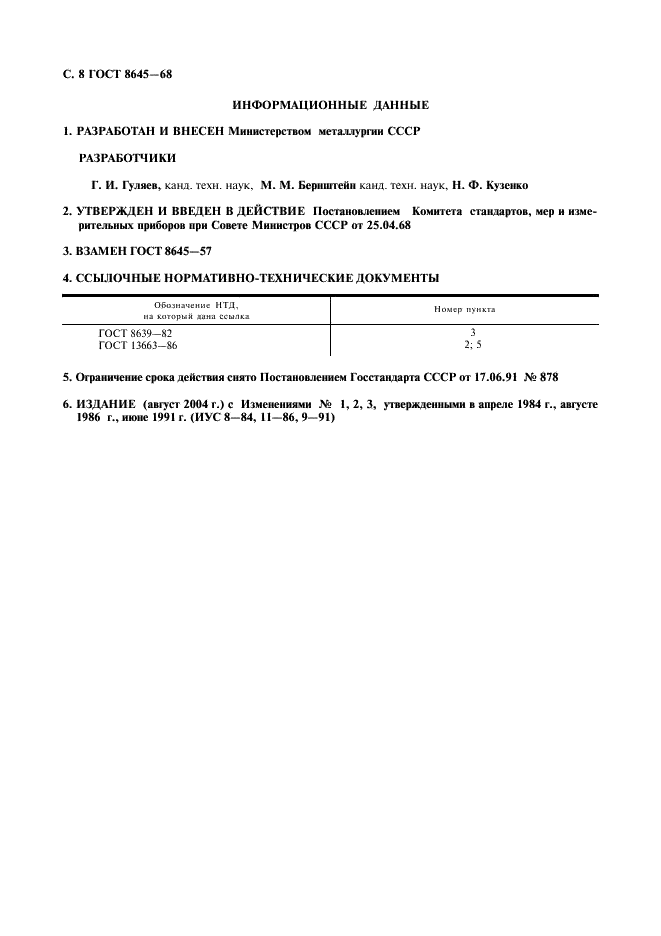 С. 8 ГОСТ 8645—68
ИНФОРМАЦИОННЫЕ ДАННЫЕ
1. РАЗРАБОТАН И ВНЕСЕН Министерством металлургии СССР
РАЗРАБОТЧИКИ
Г. И. Гуляев, канд. техн. наук, М. М. Бернштейн канд. техн. наук, Н. Ф. Кузенко
2. УТВЕРЖДЕН И ВВЕДЕН В ДЕЙСТВИЕ Постановлением Комитета стандартов, мер и изме-
рительных приборов при Совете Министров СССР от 25.04.68
3. ВЗАМЕН ГОСТ 8645—57
4. ССЫЛОЧНЫЕ НОРМАТИВНО-ТЕХНИЧЕСКИЕ ДОКУМЕНТЫ
Обозначение НТД,
на который дана ссылка
Номер пункта
ГОСТ 8639—82 3
ГОСТ 13663—86 2; 5
5. Ограничение срока действия снято Постановлением Госстандарта СССР от 17.06.91 № 878
6. ИЗДАНИЕ (август 2004 г.) с Изменениями № 1, 2, 3, утвержденными в апреле 1984 г., августе
1986 г., июне 1991 г. (ИУС 8—84, 11—86, 9—91)